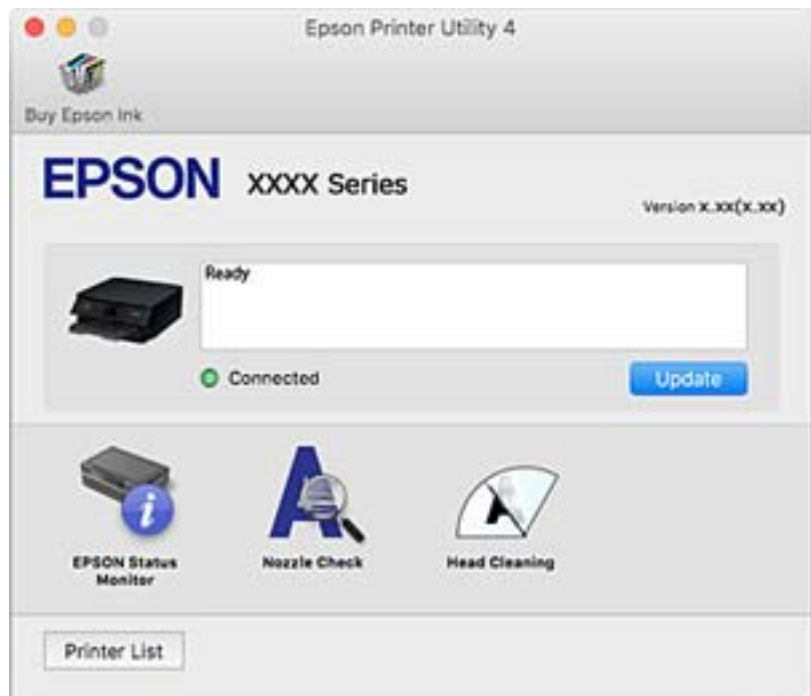 Epson Printer Utility 4
Buy Epson Ink
EPSON XXXX Series
Version x.xx(x.xx)
Ready
Connected
Update
EPSON Status
Monitor
Nozzle Check
Head Cleaning
Printer List